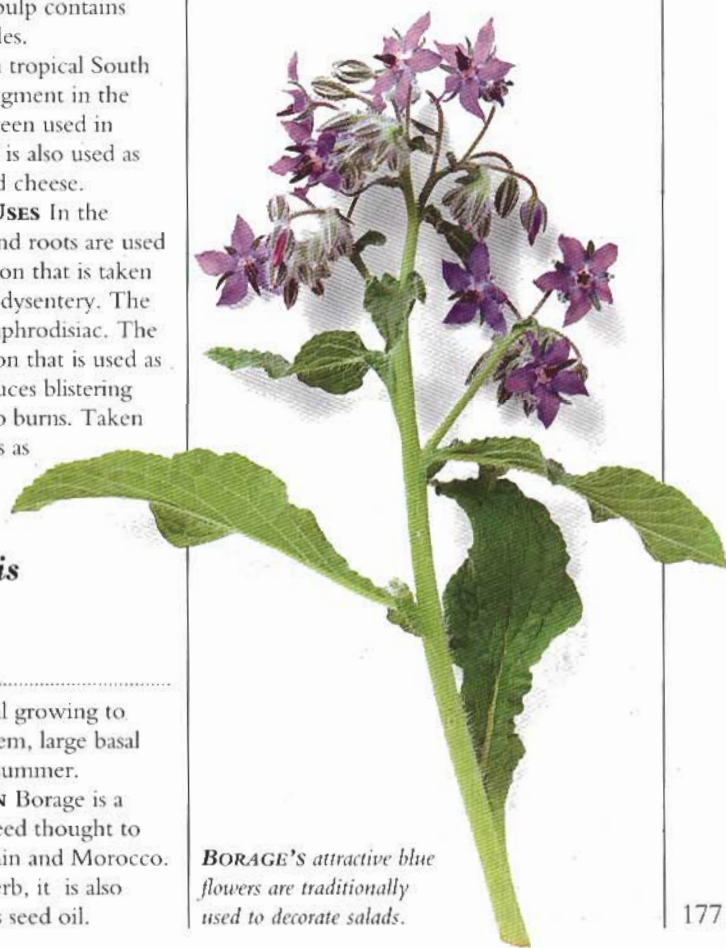 pulp contains
les.
tropical South
gment in the
een used in
is also used as
d cheese.
USES In the
nd roots are used
on that is taken
dysentery. The
phrodisiac. The
on that is used as
uces blistering
o burns. Taken
s as
is
l growing to
em, large basal
ummer.
N Borage is a
eed thought to
in and Morocco.
erb, it is also
s seed oil.
BORAGE'S attractive blue
flowers are traditionally
used to decorate salads.
177